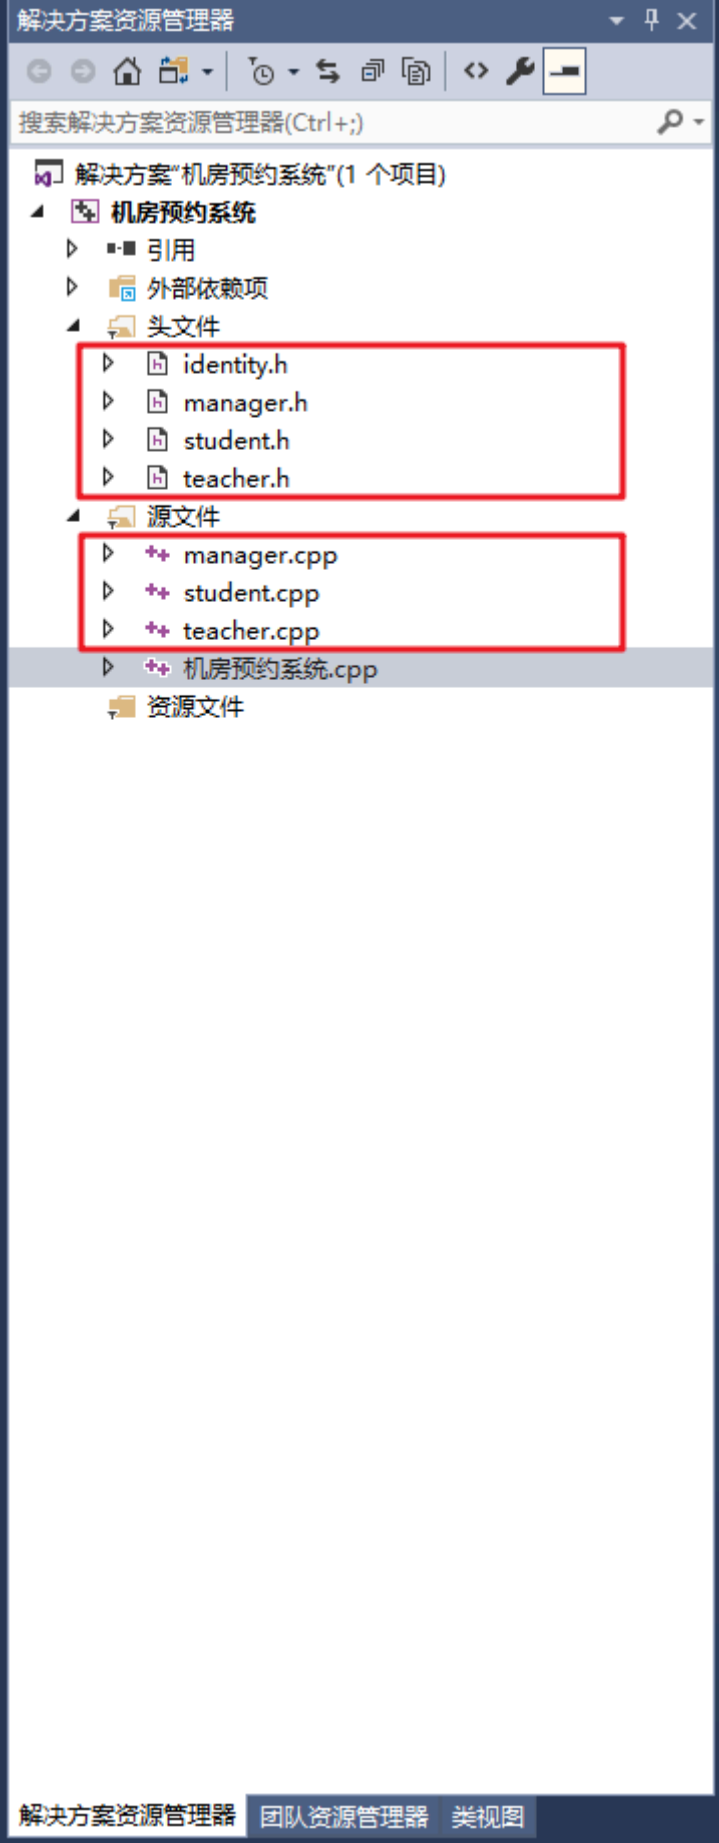 解决方案资源管理器
搜索解决方案资源管理器(Ctrl+;)
解决方案“机房预约系统”(1 个项目)
机房预约系统
引用
外部依赖项
头文件
identity.h
manager.h
student.h
teacher.h
源文件
manager.cpp
student.cpp
teacher.cpp
机房预约系统.cpp
资源文件
解决方案资源管理器 团队资源管理器 类视图